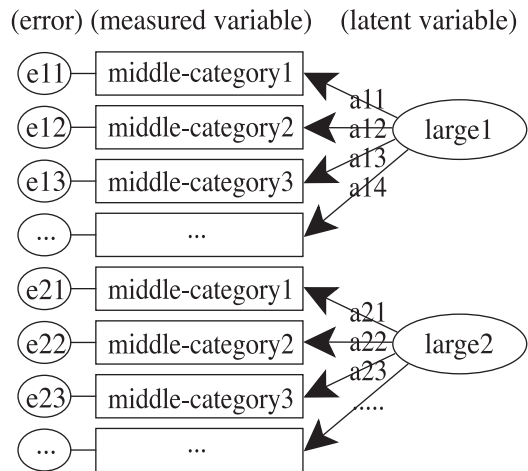 (error) (measured variable) (latent variable)
e11 middle-category1
a11
e12 middle-category2 a12 large1
a13
e13 middle-category3
a14
... ...
e21 middle-category1
a21
e22 middle-category2 a22 large2
a23
e23 middle-category3
.....
... ...